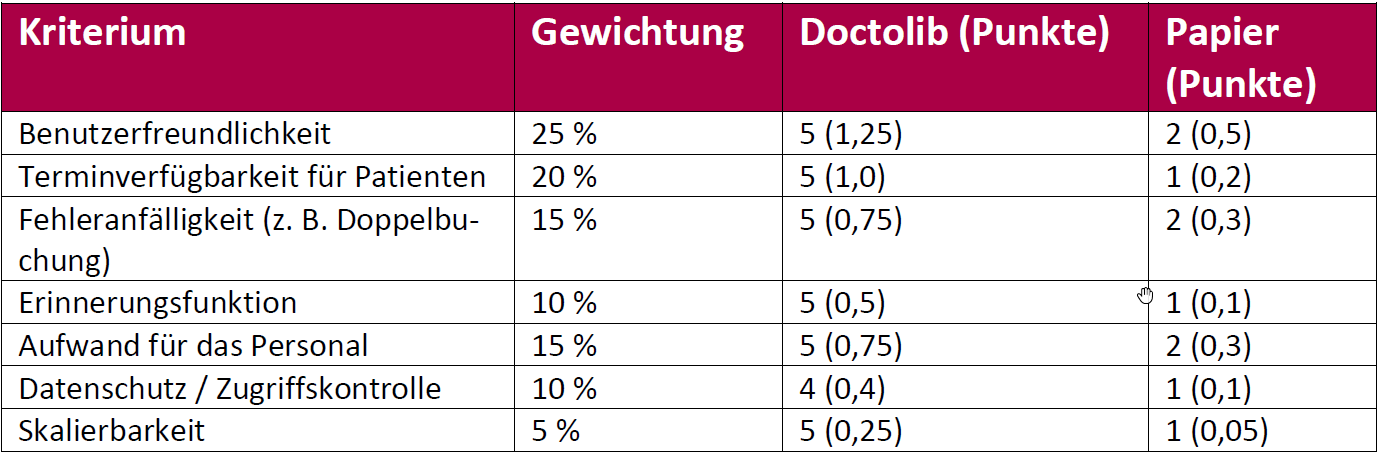 Kriterium Gewichtung Doctolib (Punkte) Papier
(Punkte)
Benutzerfreundlichkeit 25 % 5 (1,25) 2 (0,5)
Terminverfügbarkeit für Patienten 20 % 5 (1,0) 1 (0,2)
Fehleranfälligkeit (z. B. Doppelbu- 15 % 5 (0,75) 2 (0,3)
chung)
Erinnerungsfunktion 10 % 5 (0,5) 1 (0,1)
Aufwand für das Personal 15 % 5 (0,75) 2 (0,3)
Datenschutz / Zugriffskontrolle 10 % 4 (0,4) 1 (0,1)
Skalierbarkeit 5 % 5 (0,25) 1 (0,05)